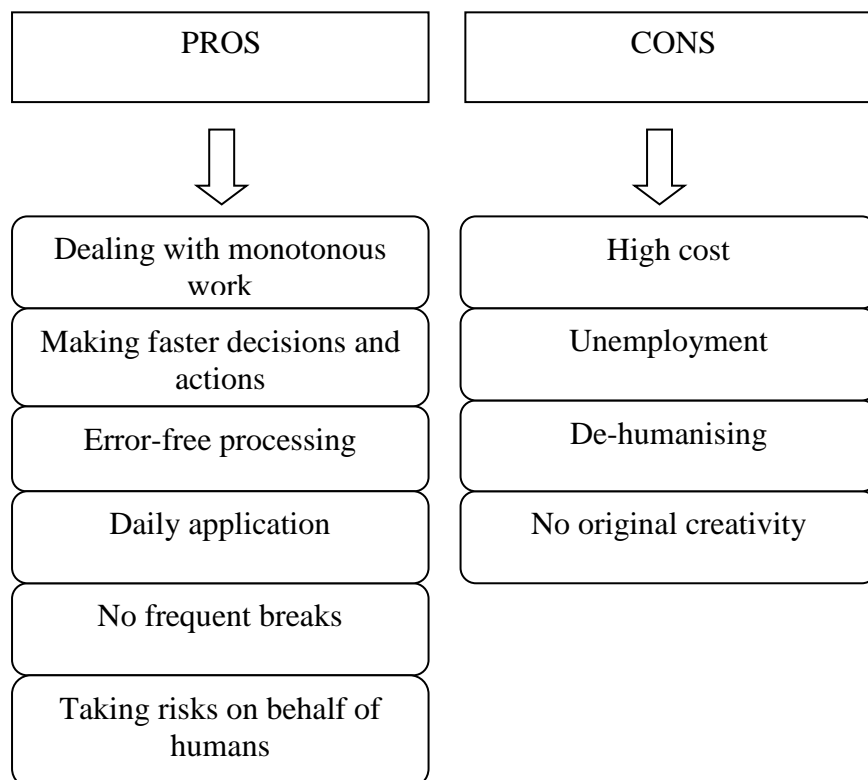 PROS
Dealing with monotonous
work
Making faster decisions and
actions
Error-free processing
Daily application
No frequent breaks
Taking risks on behalf of
humans
CONS
High cost
Unemployment
De-humanising
No original creativity